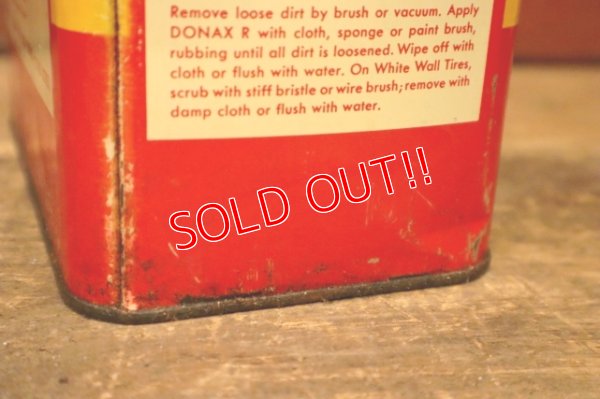 Remove loose dirt by brush or vacuum. Apply
DONAX R with cloth, sponge or paint brush,
rubbing until all dirt is loosened. Wipe off with
cloth or flush with water. On White Wall Tires,
scrub with stiff bristle or wire brush; remove with
damp cloth or flush with water.
SOLD OUT!!